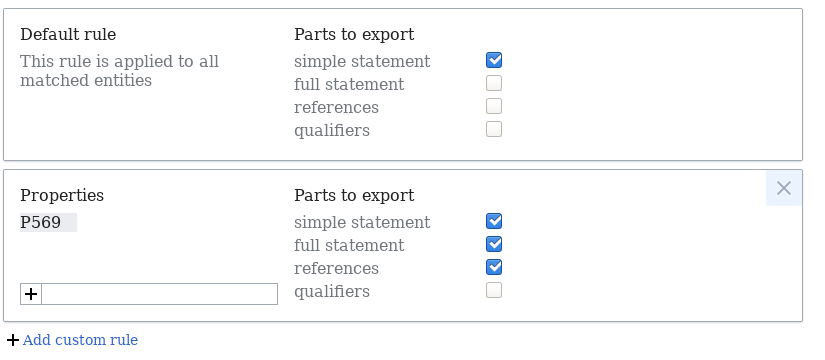 Default rule
This rule is applied to all
matched entities
Parts to export
simple statement
full statement
references
qualifiers
Properties
P569
Parts to export
simple statement
full statement
references
qualifiers
Add custom rule